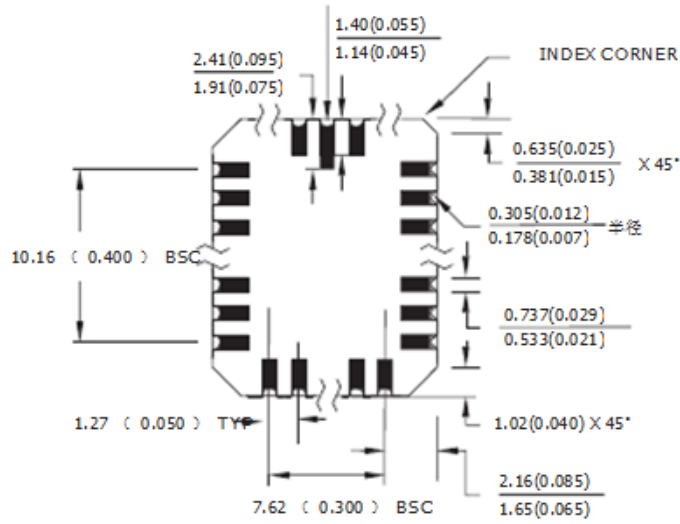 1.40(0.055)
1.14(0.045)
2.41(0.095)
1.91(0.075)
INDEX CORNER
0.635(0.025)
0.381(0.015) X 45°
0.305(0.012)
0.178(0.007) 半径
10.16 ( 0.400 ) BSC
0.737(0.029)
0.533(0.021)
1.27 ( 0.050 ) TYP
1.02(0.040) X 45°
2.16(0.085)
1.65(0.065)
7.62 ( 0.300 ) BSC